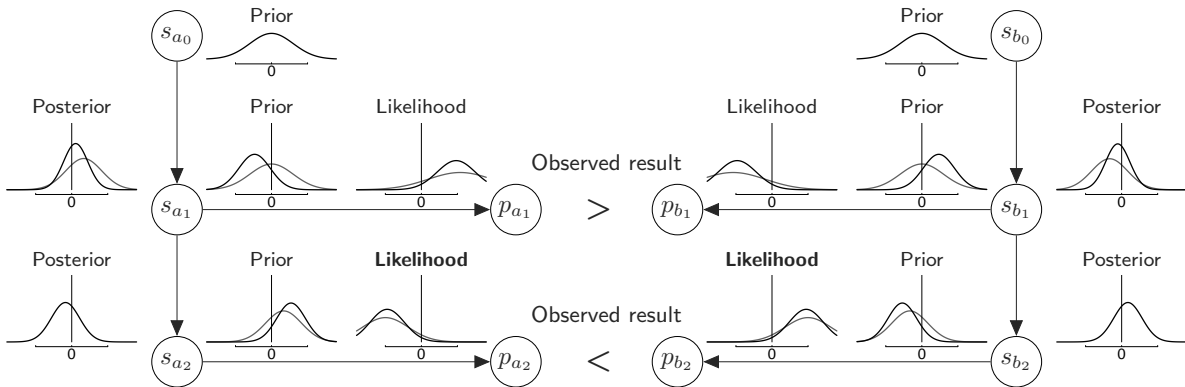 s_{a_0} Prior 0 Prior 0 s_{b_0}
Posterior Prior Likelihood Likelihood Prior Posterior
Observed result
0 0 0 0 0 0
s_{a_1} p_{a_1} > p_{b_1} s_{b_1}
Posterior Prior Likelihood Likelihood Prior Posterior
Observed result
0 0 0 0 0 0
s_{a_2} p_{a_2} < p_{b_2} s_{b_2}